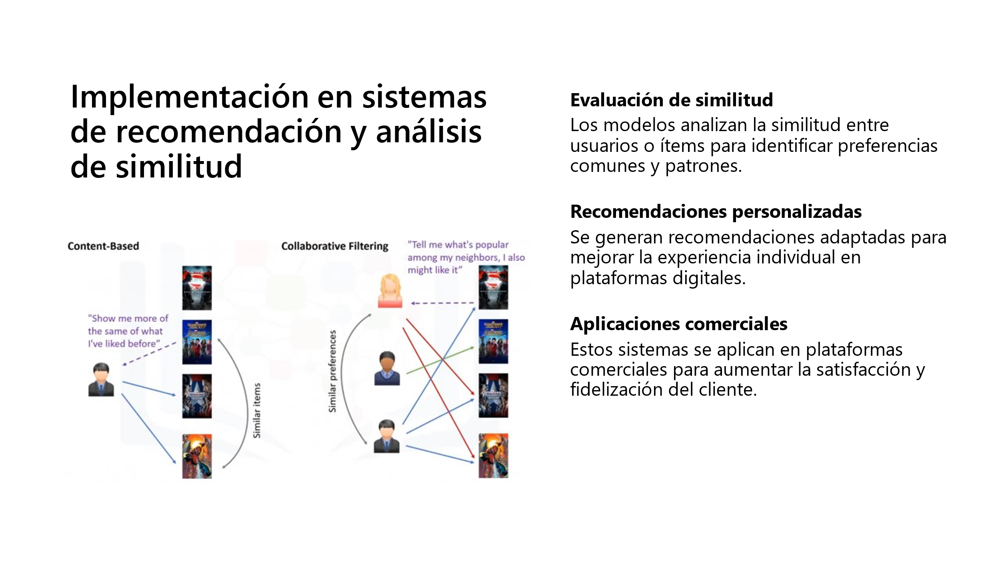 Implementación en sistemas
de recomendación y análisis
de similitud
Content-Based
"Show me more of
the same of what
I've liked before”
Similar items
Collaborative Filtering
"Tell me what's popular
among my neighbors, I also
might like it”
Similar preferences
Evaluación de similitud
Los modelos analizan la similitud entre
usuarios o ítems para identificar preferencias
comunes y patrones.
Recomendaciones personalizadas
Se generan recomendaciones adaptadas para
mejorar la experiencia individual en
plataformas digitales.
Aplicaciones comerciales
Estos sistemas se aplican en plataformas
comerciales para aumentar la satisfacción y
fidelización del cliente.